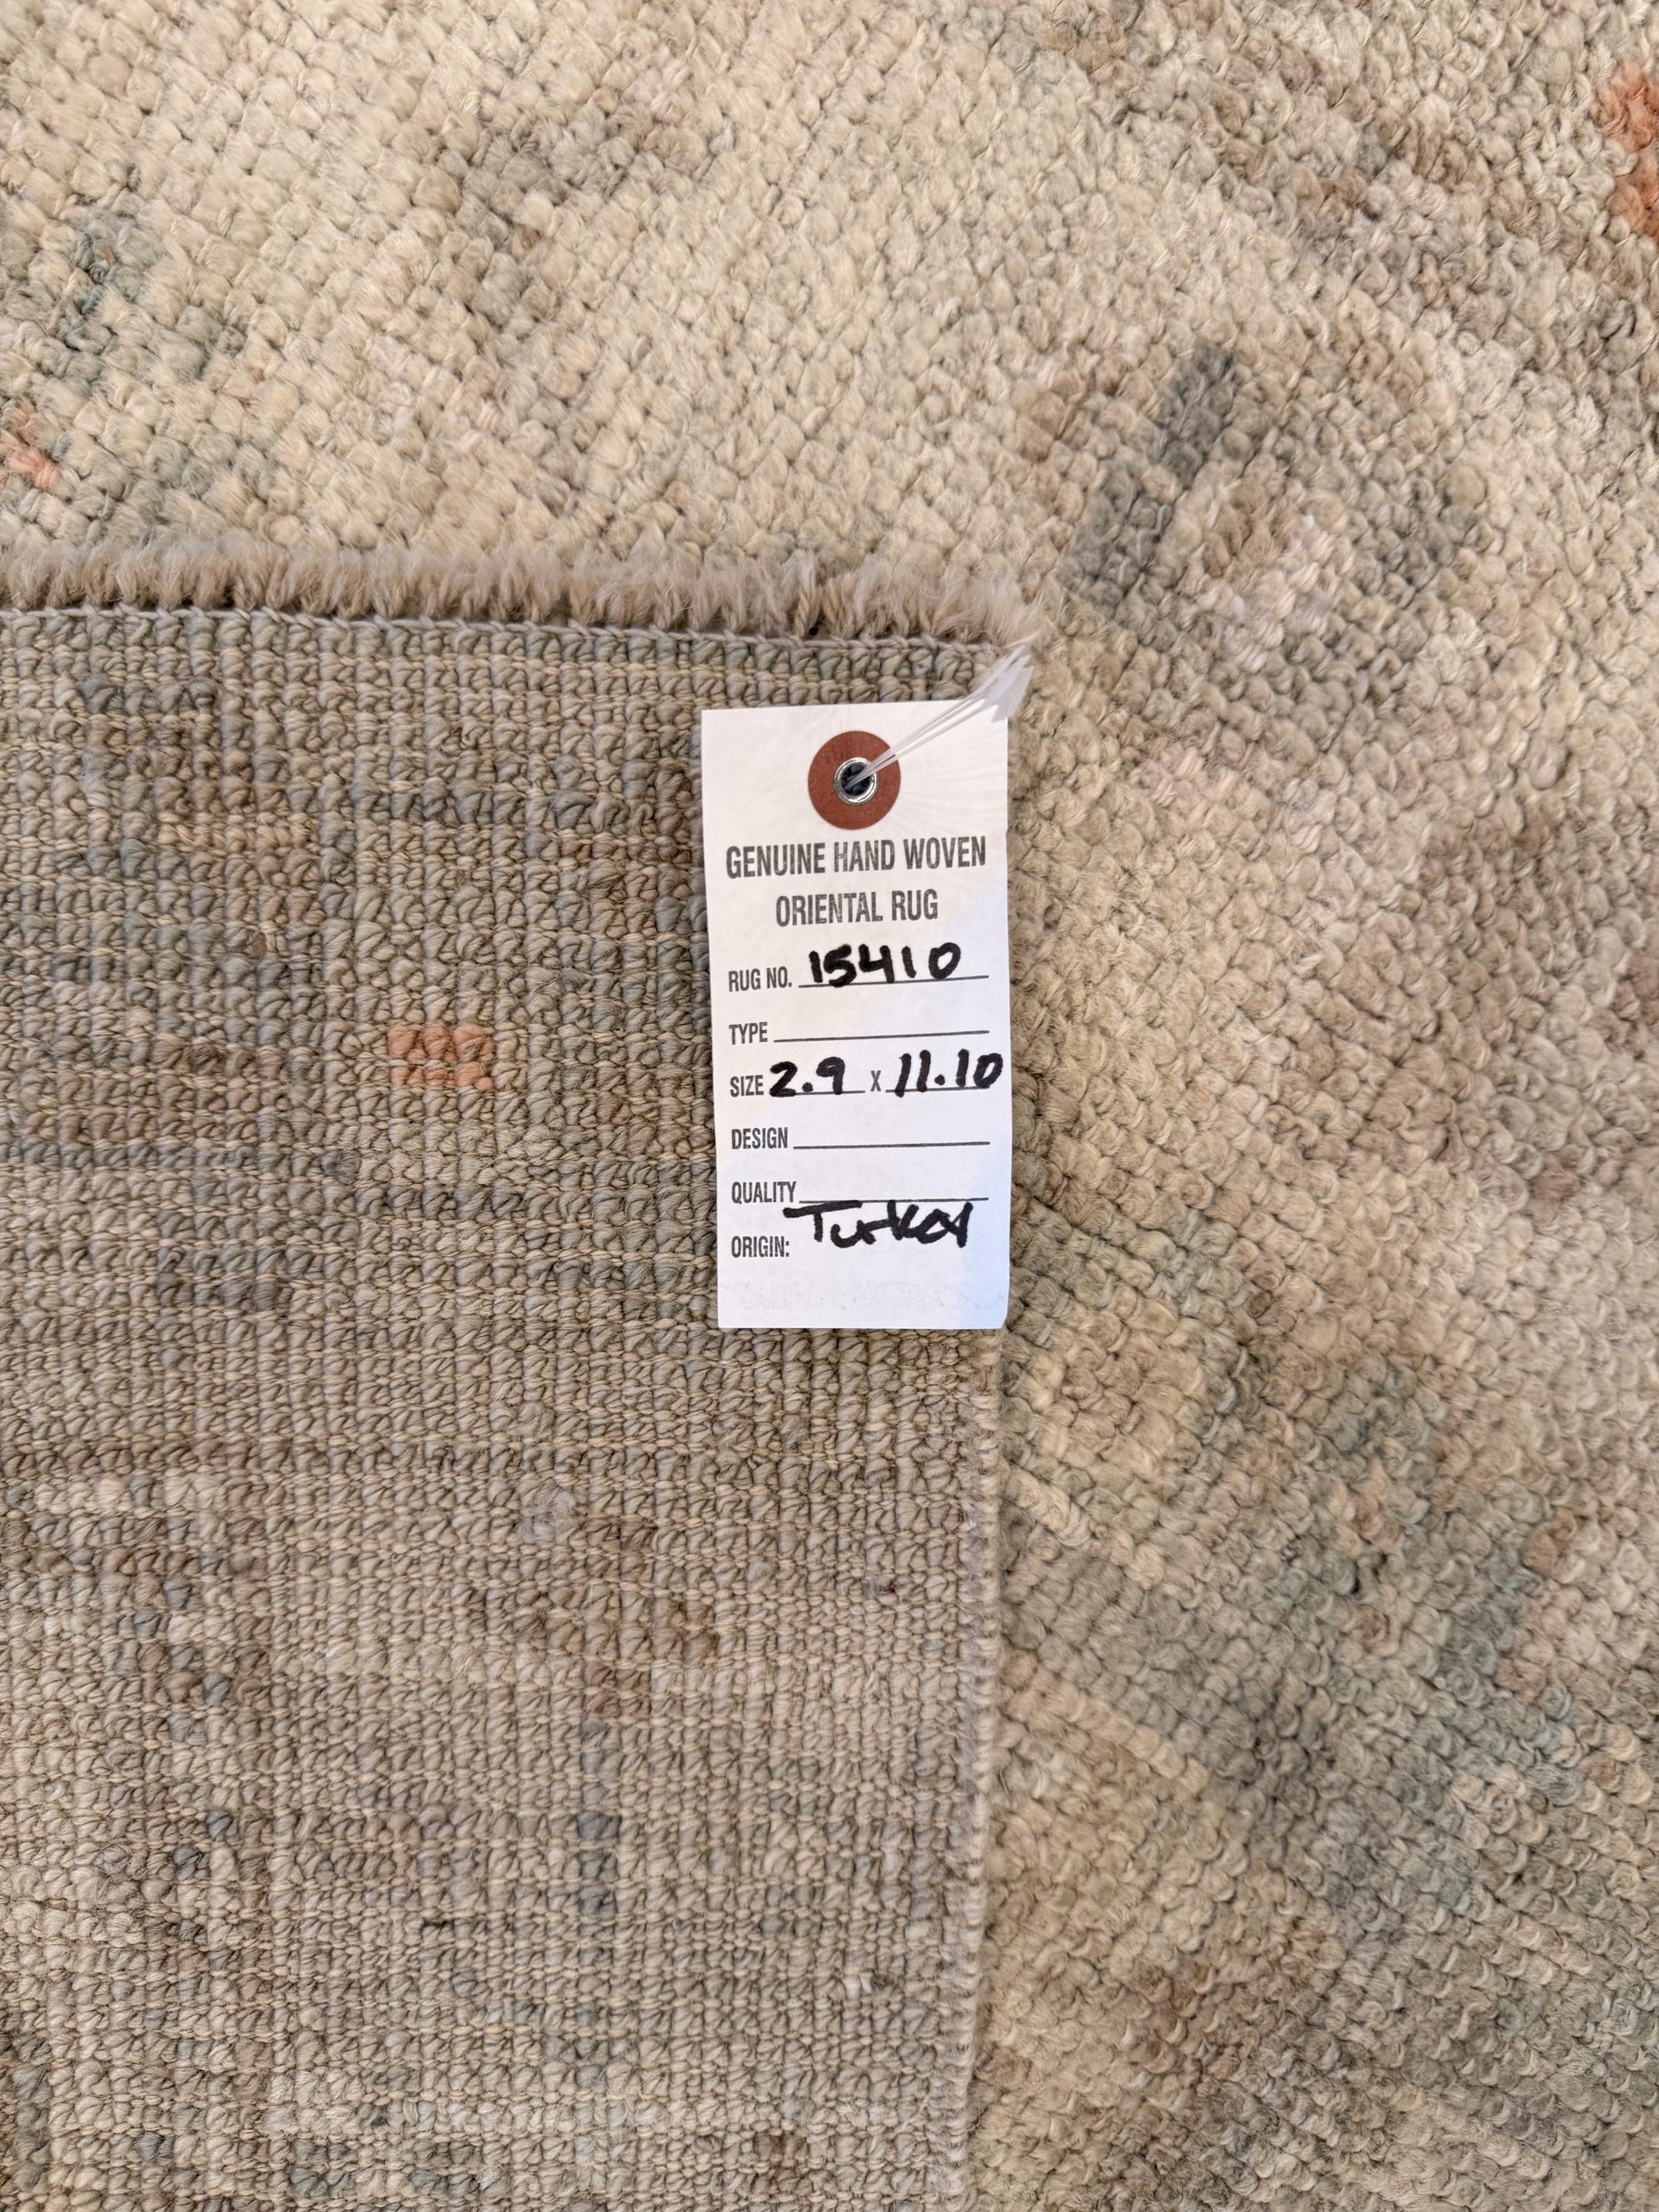 GENUINE HAND WOVEN
ORIENTAL RUG
RUG NO. 15410
TYPE
SIZE 2.9 X 11.10
DESIGN
QUALITY
ORIGIN: Turkey